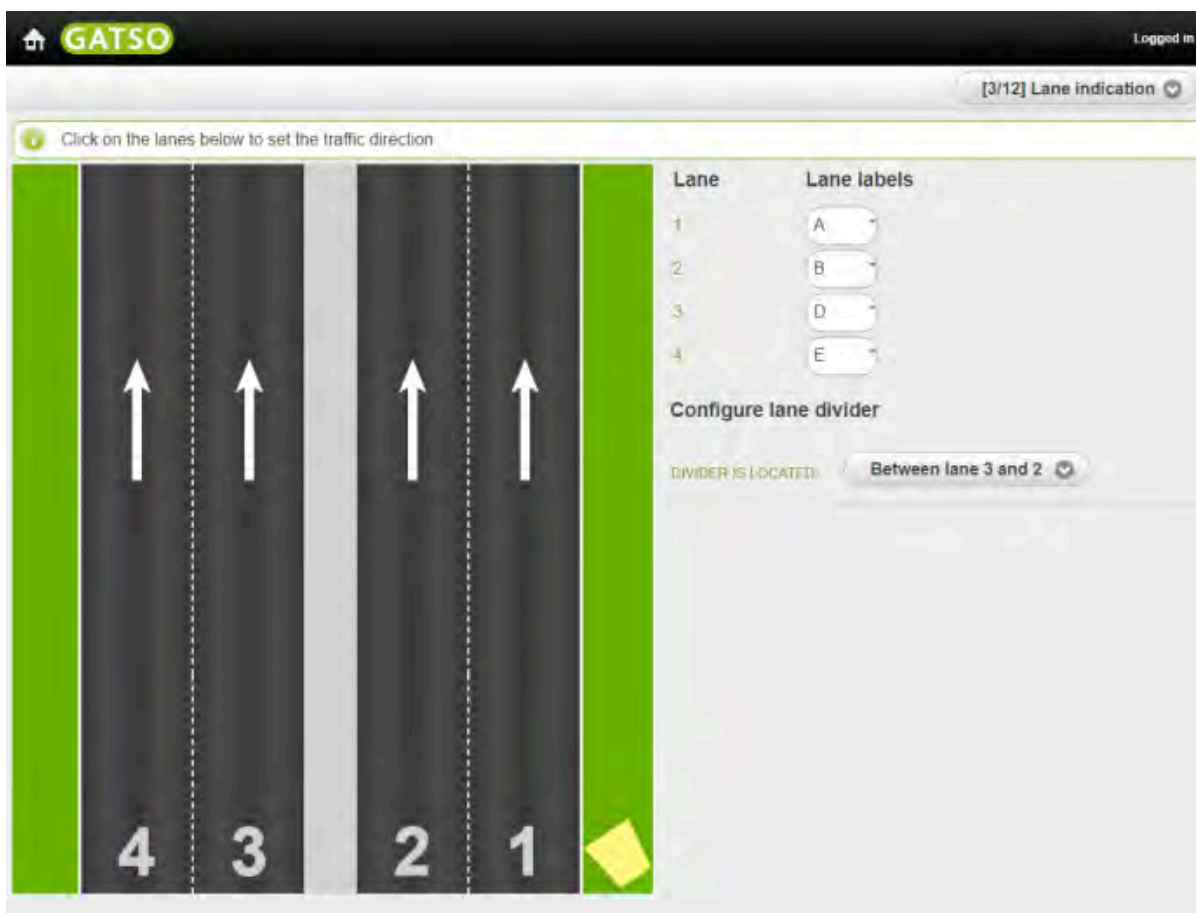 GATSO
Logged in
[3/12] Lane indication
Click on the lanes below to set the traffic direction
Lane Lane labels
1 A
2 B
3 D
4 E
Configure lane divider
DIVIDER IS LOCATED: Between lane 3 and 2
4 3 2 1